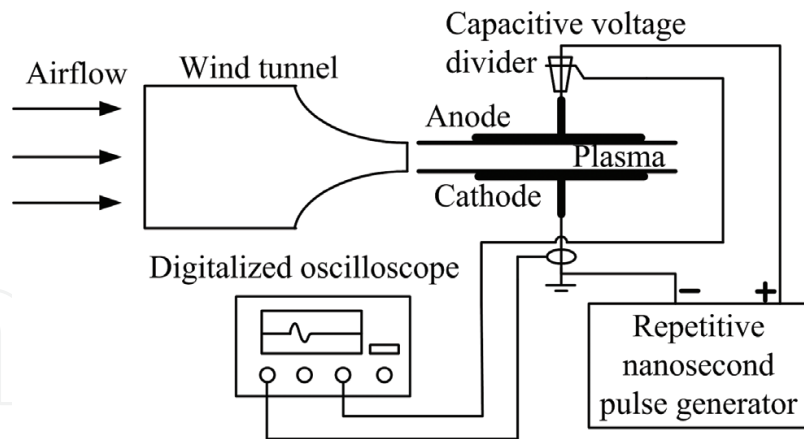 Capacitive voltage
divider
Airflow
Wind tunnel
Anode
Plasma
Cathode
Digitalized oscilloscope
− +
Repetitive
nanosecond
pulse generator